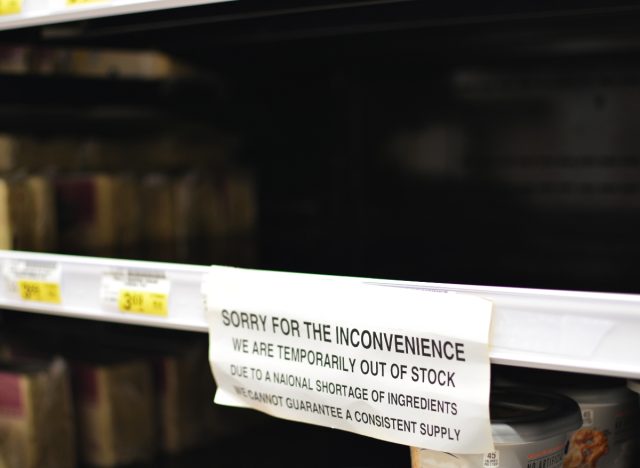 SORRY FOR THE INCONVENIENCE
WE ARE TEMPORARILY OUT OF STOCK
DUE TO A NAIONAL SHORTAGE OF INGREDIENTS
WE CANNOT GUARANTEE A CONSISTENT SUPPLY